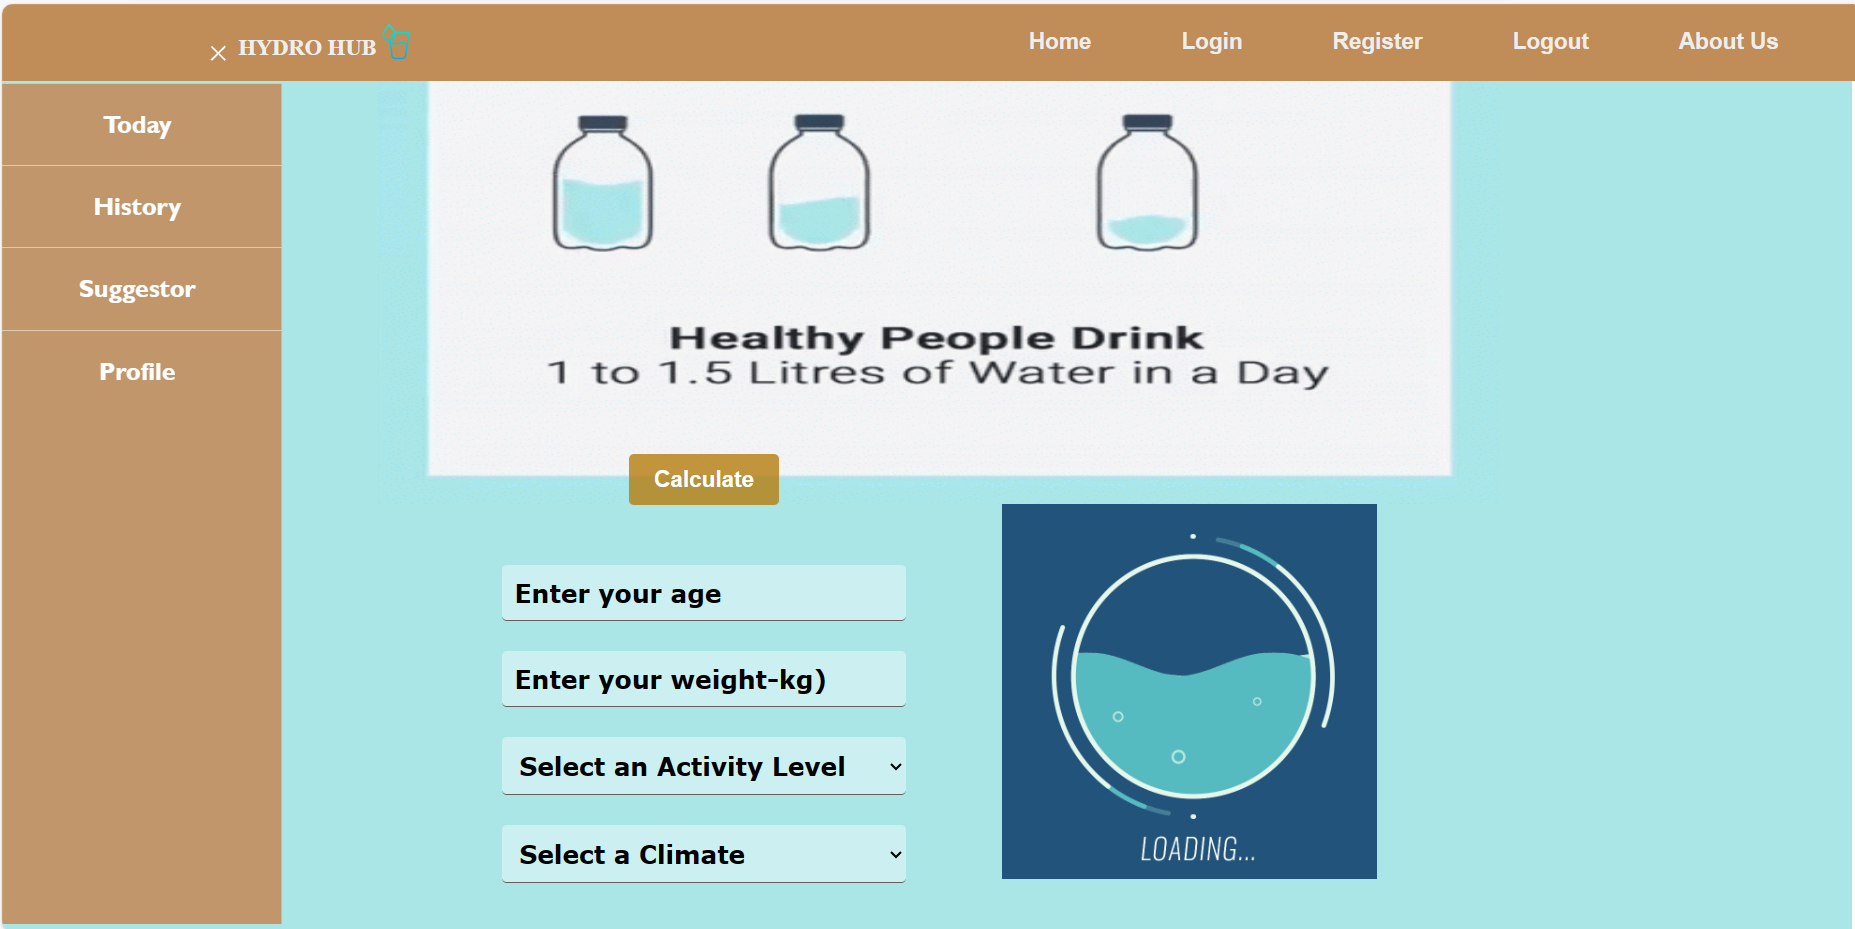 HYDRO HUB
Home Login Register Logout About Us
Today
History
Suggestor
Profile
Healthy People Drink
1 to 1.5 Litres of Water in a Day
Calculate
Enter your age
Enter your weight-kg)
Select an Activity Level
Select a Climate
LOADING...